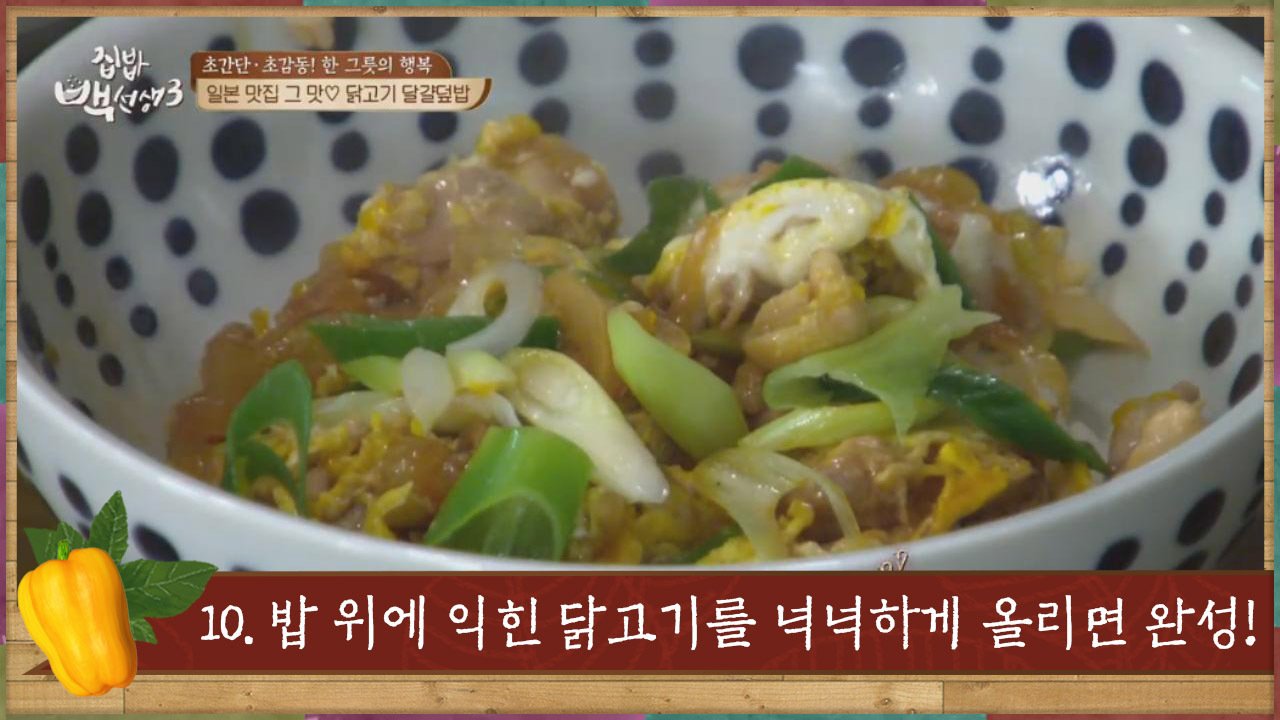 집밥
백선생3
초간단·초감동! 한 그릇의 행복
일본 맛집 그 맛♡ 닭고기 달걀덮밥
10. 밥 위에 익힌 닭고기를 넉넉하게 올리면 완성!